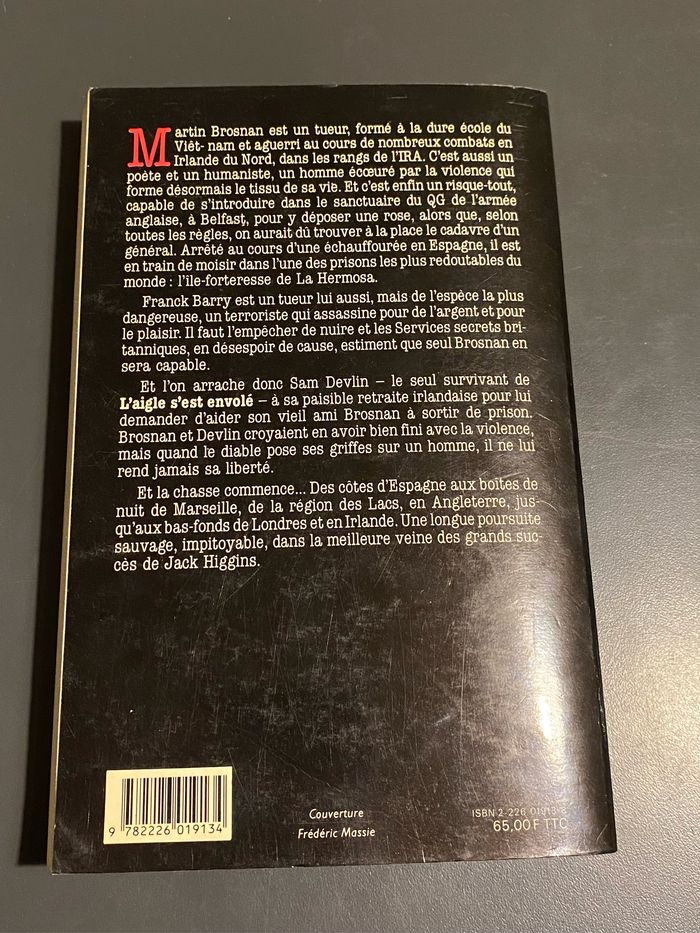 Martin Brosnan est un tueur, formé à la dure école du
Viêt- nam et aguerri au cours de nombreux combats en
Irlande du Nord, dans les rangs de l'IRA. C'est aussi un
poète et un humaniste, un homme écœuré par la violence qui
forme désormais le tissu de sa vie. Et c'est enfin un risque-tout,
capable de s'introduire dans le sanctuaire du QG de l'armée
anglaise, à Belfast, pour y déposer une rose, alors que, selon
toutes les règles, on aurait dû trouver à la place le cadavre d'un
général. Arrêté au cours d'une échauffourée en Espagne, il est
en train de moisir dans l'une des prisons les plus redoutables du
monde : l'île-forteresse de La Hermosa.
Franck Barry est un tueur lui aussi, mais de l'espèce la plus
dangereuse, un terroriste qui assassine pour de l'argent et pour
le plaisir. Il faut l'empêcher de nuire et les Services secrets bri-
tanniques, en désespoir de cause, estiment que seul Brosnan en
sera capable.
Et l'on arrache donc Sam Devlin – le seul survivant de
L'aigle s'est envolé – à sa paisible retraite irlandaise pour lui
demander d'aider son vieil ami Brosnan à sortir de prison.
Brosnan et Devlin croyaient en avoir bien fini avec la violence,
mais quand le diable pose ses griffes sur un homme, il ne lui
rend jamais sa liberté.
Et la chasse commence... Des côtes d'Espagne aux boîtes de
nuit de Marseille, de la région des Lacs, en Angleterre, jus-
qu'aux bas-fonds de Londres et en Irlande. Une longue poursuite
sauvage, impitoyable, dans la meilleure veine des grands suc-
cès de Jack Higgins.
9 782226 019134
Couverture
Frédéric Massie
ISBN 2-226-01913-8
65,00 F TTC